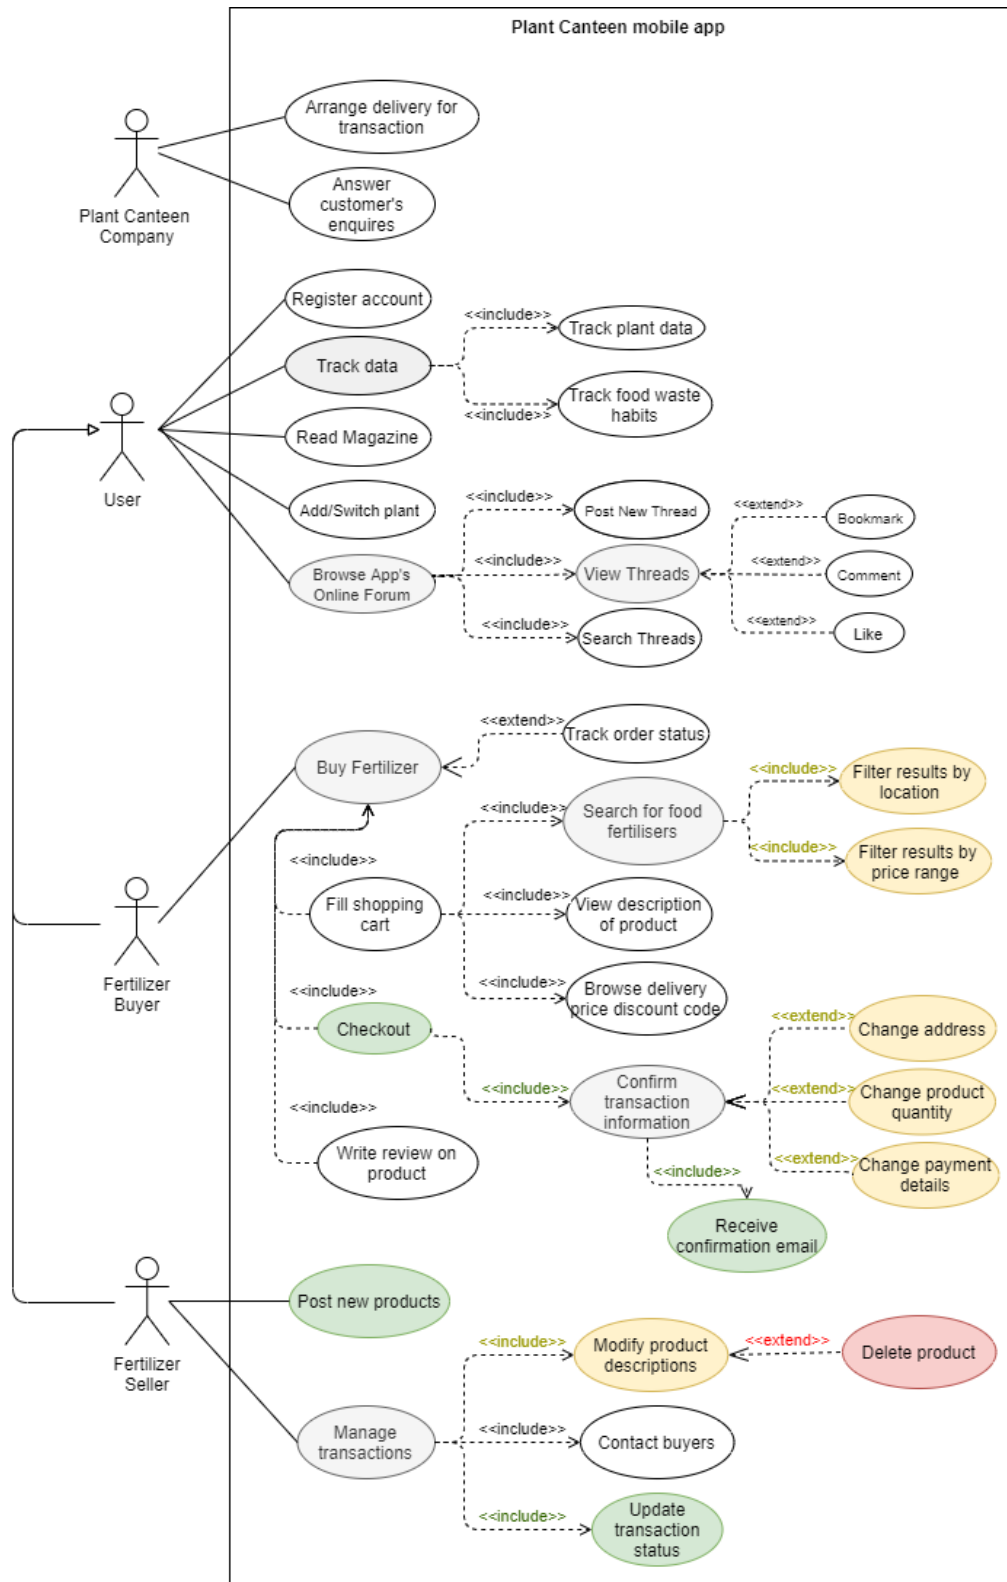 Plant Canteen mobile app
Arrange delivery for
transaction
Plant Canteen
Company
Answer
customer's
enquires
Register account
<<include>>
Track plant data
Track data
Track food waste
habits
<<include>>
User
Read Magazine
Add/Switch plant
<<include>>
Post New Thread
<<extend>>
Bookmark
Browse App's
Online Forum
<<include>>
View Threads
<<extend>>
Comment
<<include>>
Search Threads
<<extend>>
Like
<<extend>>
Track order status
Buy Fertilizer
<<include>>
Search for food
fertilisers
<<include>>
Filter results by
location
<<include>>
Filter results by
price range
<<include>>
Fill shopping
cart
<<include>>
View description
of product
Fertilizer
Buyer
<<include>>
Browse delivery
price discount code
<<include>>
Checkout
<<include>>
Confirm
transaction
information
<<extend>>
Change address
<<extend>>
Change product
quantity
<<extend>>
Change payment
details
<<include>>
Write review on
product
<<include>>
Receive
confirmation email
Fertilizer
Seller
Post new products
<<include>>
Modify product
descriptions
<<extend>>
Delete product
Manage
transactions
<<include>>
Contact buyers
<<include>>
Update
transaction
status